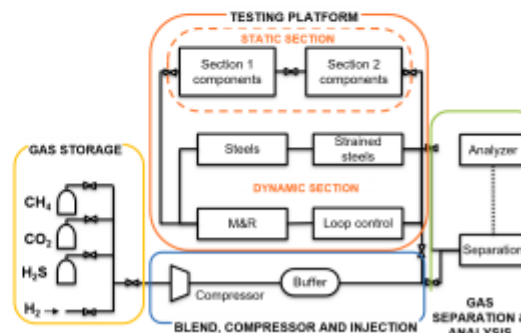 TESTING PLATFORM
STATIC SECTION
Section 1
components
Section 2
components
Steels
Strained
steels
DYNAMIC SECTION
M&R
Loop control
GAS STORAGE
CH₄
CO₂
H₂S
H₂
Compressor
Buffer
BLEND, COMPRESSOR AND INJECTION
Analyzer
Separation
GAS
SEPARATION &
ANALYSIS